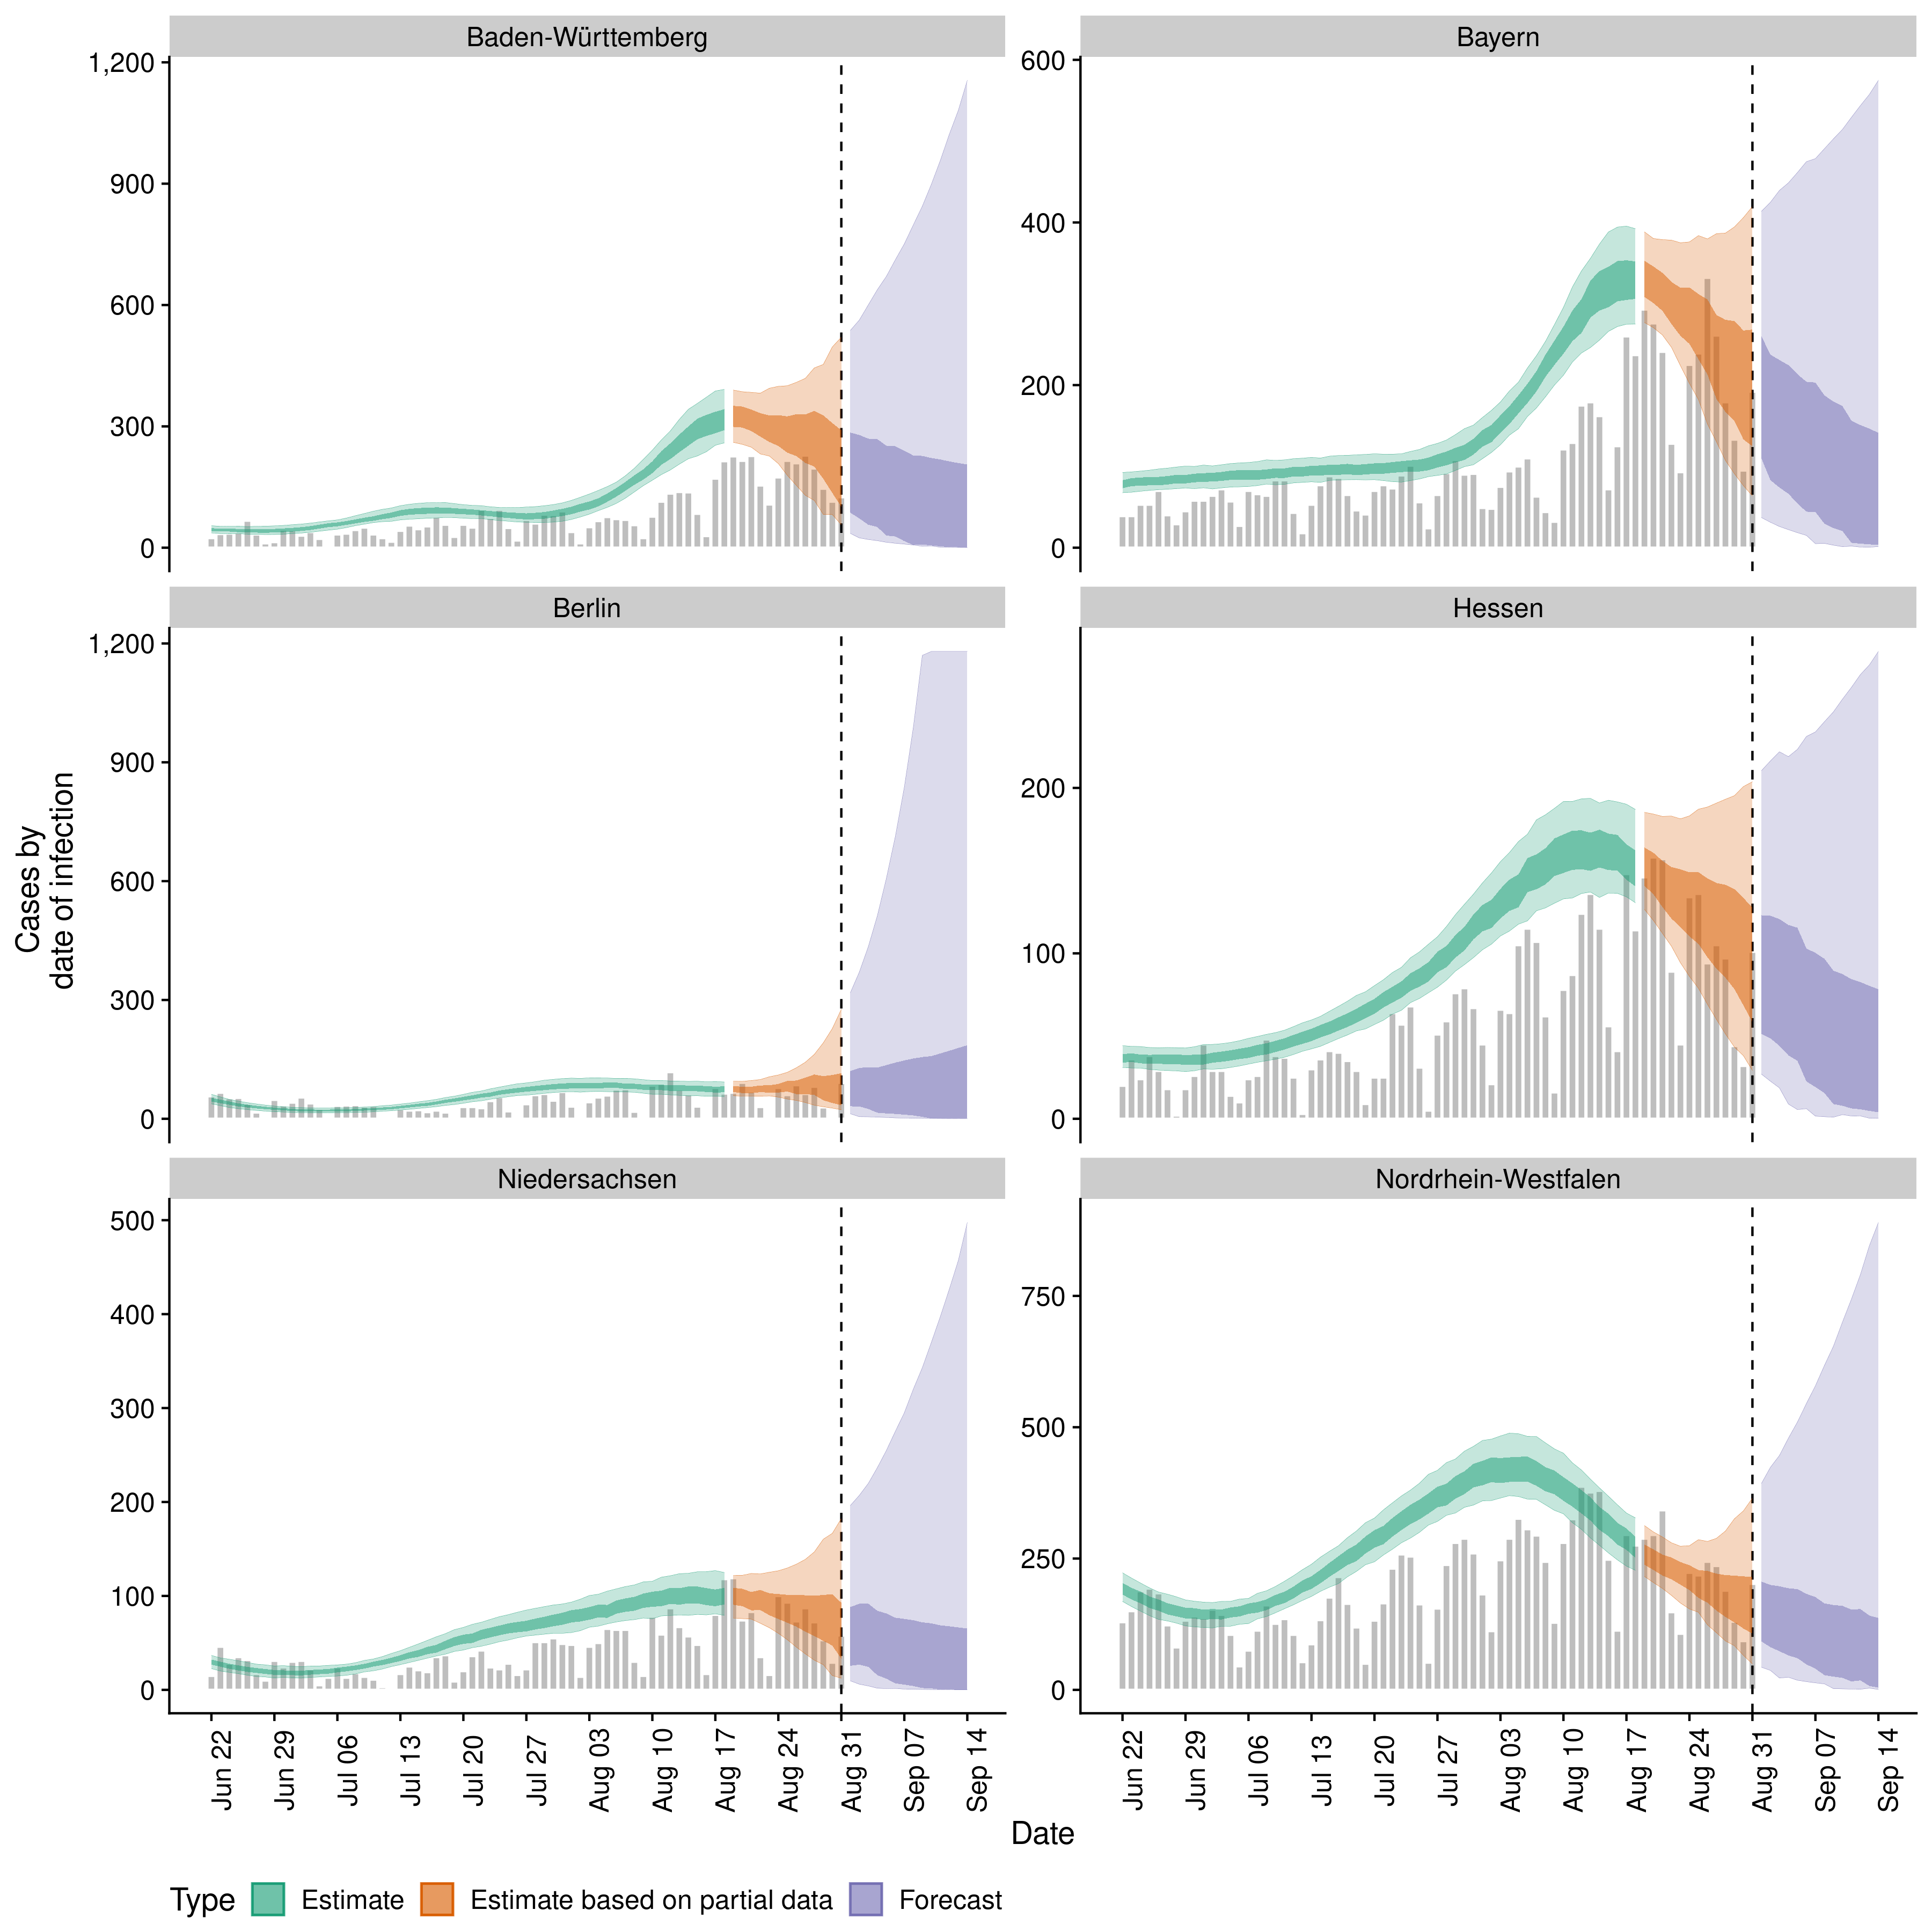 Baden-Württemberg
Bayern
1,200
900
600
300
0
600
400
200
0
Berlin
Hessen
1,200
900
600
300
0
200
100
0
Cases by
date of infection
Niedersachsen
Nordrhein-Westfalen
500
400
300
200
100
0
750
500
250
0
Jun 22
Jun 29
Jul 06
Jul 13
Jul 20
Jul 27
Aug 03
Aug 10
Aug 17
Aug 24
Aug 31
Sep 07
Sep 14
Jun 22
Jun 29
Jul 06
Jul 13
Jul 20
Jul 27
Aug 03
Aug 10
Aug 17
Aug 24
Aug 31
Sep 07
Sep 14
Date
Type Estimate Estimate based on partial data Forecast